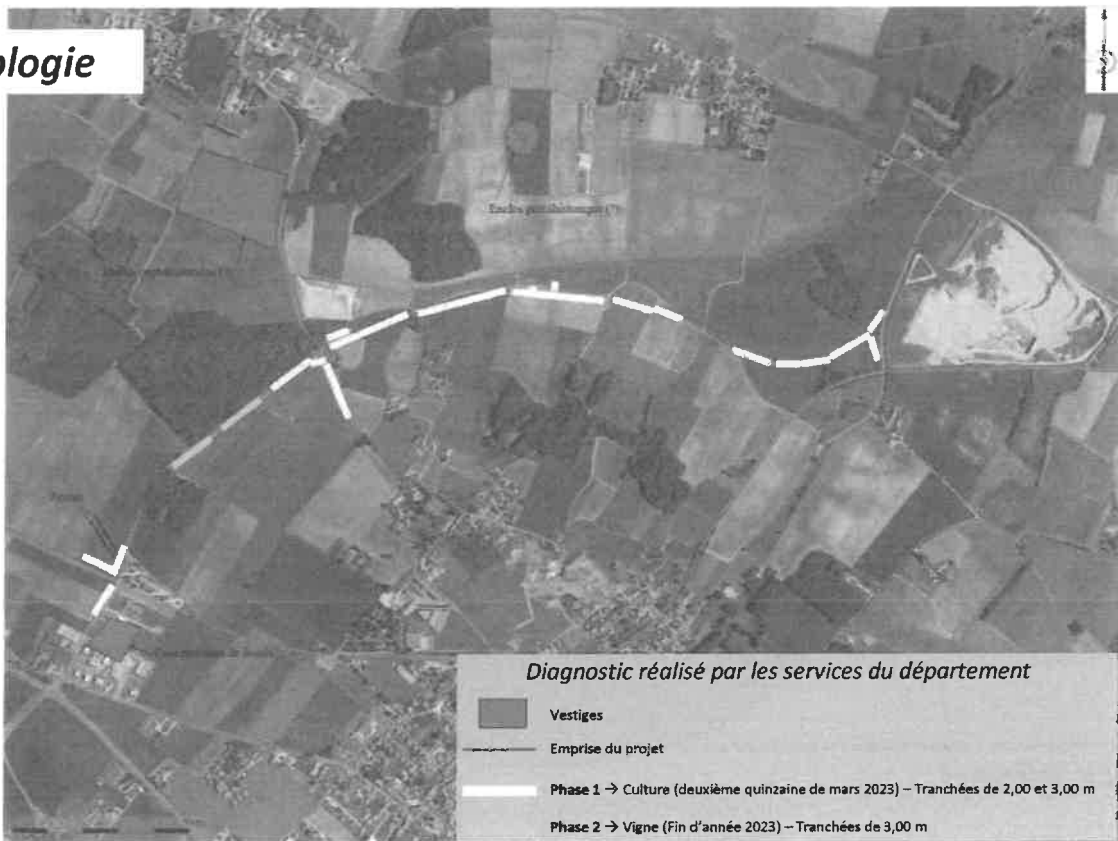 ologie
Diagnostic réalisé par les services du département
Vestiges
Emprise du projet
Phase 1 → Culture (deuxième quinzaine de mars 2023) – Tranchées de 2,00 et 3,00 m
Phase 2 → Vigne (Fin d'année 2023) – Tranchées de 3,00 m